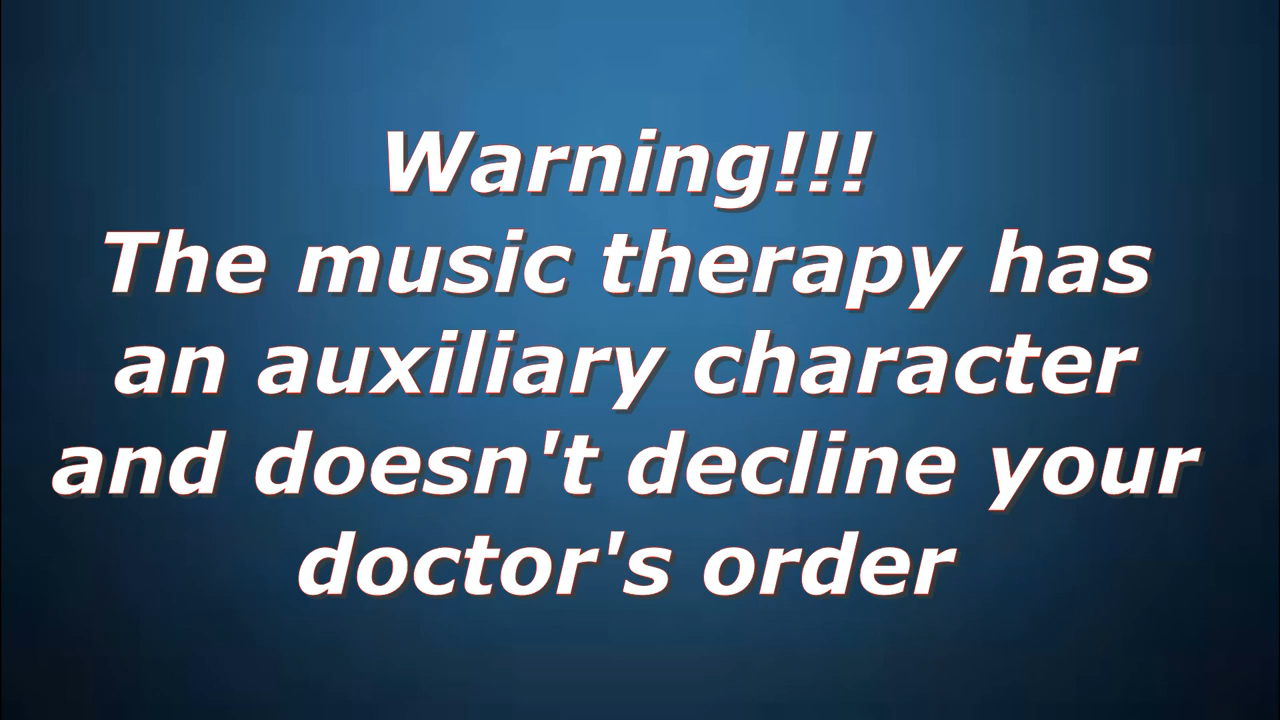 Warning!!!
The music therapy has
an auxiliary character
and doesn't decline your
doctor's order